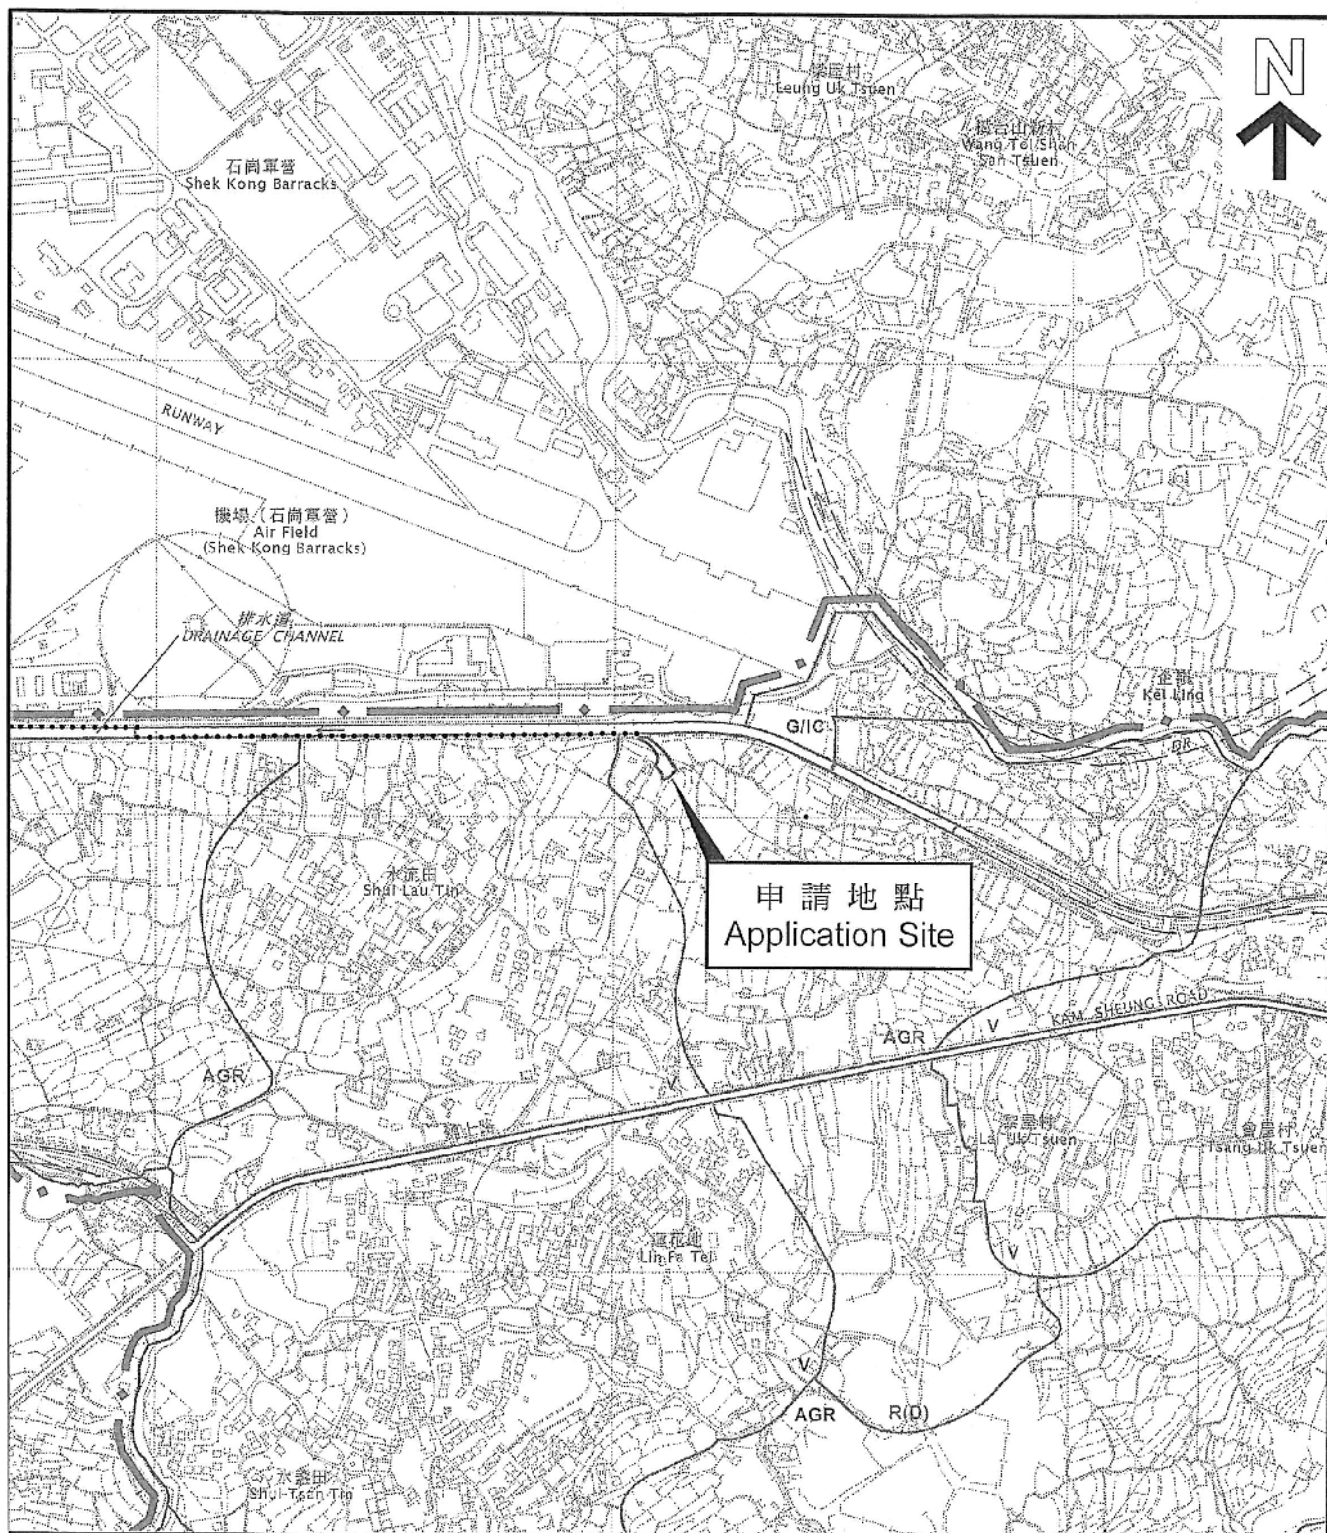 N
梁屋村
Leung Uk Tsuen
橫台山新村
Wang Toi Shan
San Tsuen
石崗軍營
Shek Kong Barracks
RUNWAY
機場（石崗軍營）
Air Field
(Shek Kong Barracks)
排水道
DRAINAGE CHANNEL
企嶺
Kei Ling
G/IC
DR
水流田
Shui Lau Tin
申請地點
Application Site
KAM SHEUNG ROAD
V
AGR
AGR
V
錦上路
黎屋村
Lai Uk Tsuen
曾屋村
Tsang Uk Tsuen
蓮花地
Lin Fa Tei
V
V
AGR
R(D)
水盞田
Shui Tsan Tin